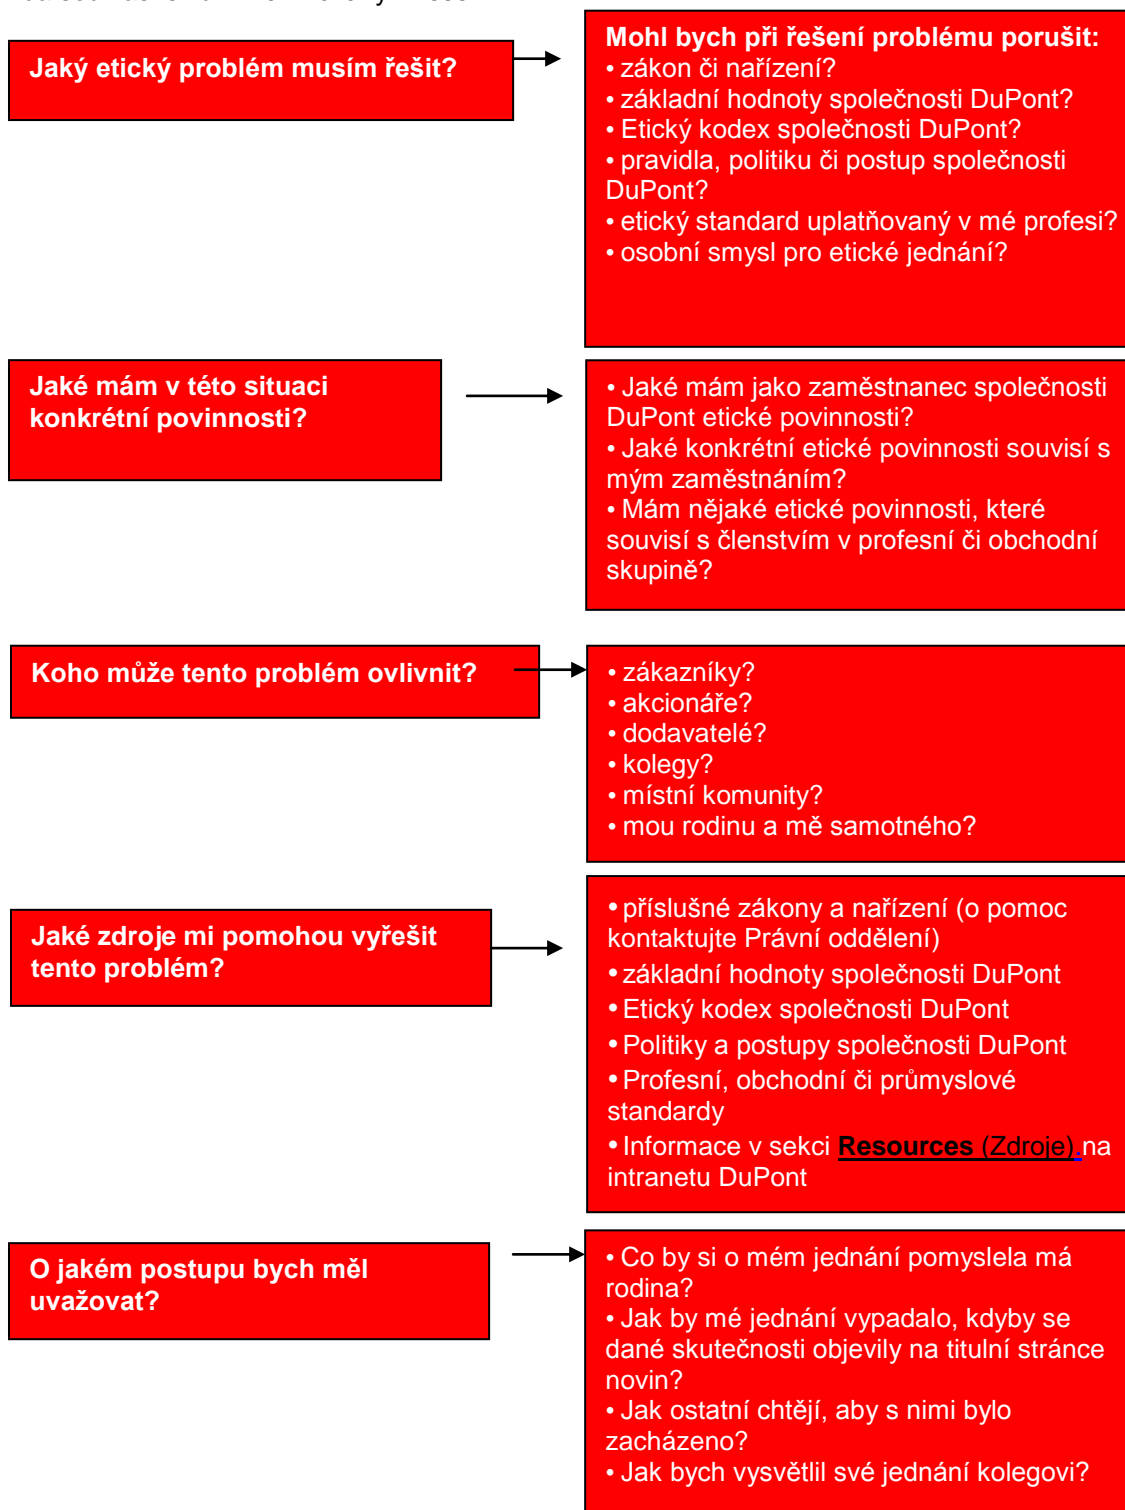 Jaký etický problém musím řešit?
Mohl bych při řešení problému porušit:
• zákon či nařízení?
• základní hodnoty společnosti DuPont?
• Etický kodex společnosti DuPont?
• pravidla, politiku či postup společnosti
DuPont?
• etický standard uplatňovaný v mé profesi?
• osobní smysl pro etické jednání?
Jaké mám v této situaci
konkrétní povinnosti?
• Jaké mám jako zaměstnanec společnosti
DuPont etické povinnosti?
• Jaké konkrétní etické povinnosti souvisí s
mým zaměstnáním?
• Mám nějaké etické povinnosti, které
souvisí s členstvím v profesní či obchodní
skupině?
Koho může tento problém ovlivnit?
• zákazníky?
• akcionáře?
• dodavatelé?
• kolegy?
• místní komunity?
• mou rodinu a mě samotného?
Jaké zdroje mi pomohou vyřešit
tento problém?
• příslušné zákony a nařízení (o pomoc
kontaktujte Právní oddělení)
• základní hodnoty společnosti DuPont
• Etický kodex společnosti DuPont
• Politiky a postupy společnosti DuPont
• Profesní, obchodní či průmyslové
standardy
• Informace v sekci Resources (Zdroje).na
intranetu DuPont
O jakém postupu bych měl
uvažovat?
• Co by si o mém jednání pomyslela má
rodina?
• Jak by mé jednání vypadalo, kdyby se
dané skutečnosti objevily na titulní stránce
novin?
• Jak ostatní chtějí, aby s nimi bylo
zacházeno?
• Jak bych vysvětlil své jednání kolegovi?